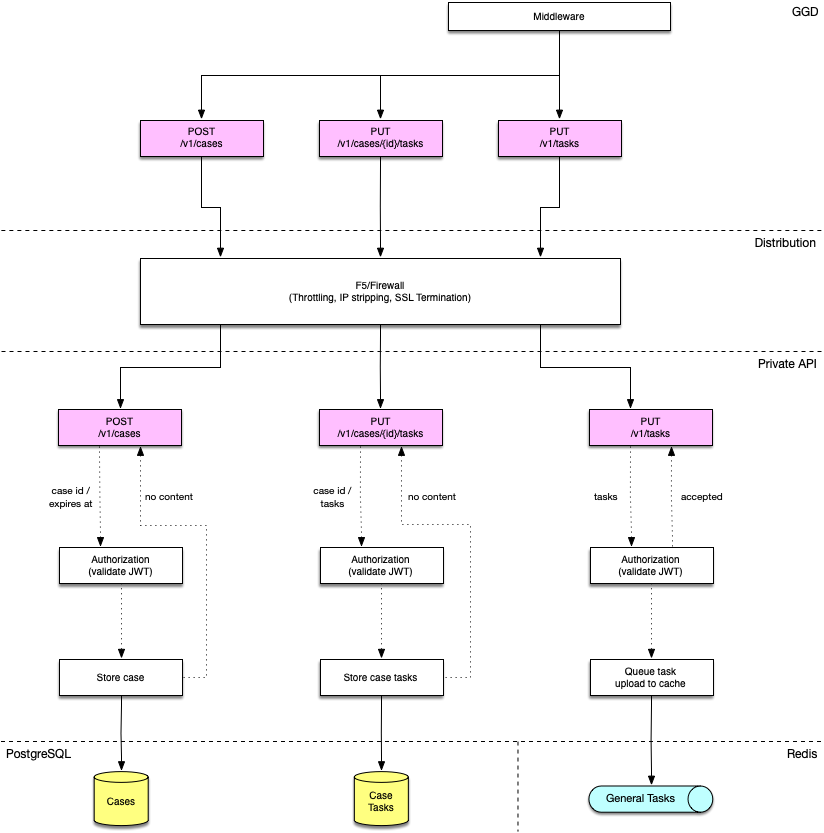 Middleware
GGD
POST
/v1/cases
PUT
/v1/cases/{id}/tasks
PUT
/v1/tasks
Distribution
F5/Firewall
(Throttling, IP stripping, SSL Termination)
Private API
POST
/v1/cases
PUT
/v1/cases/{id}/tasks
PUT
/v1/tasks
case id /
expires at
no content
case id /
tasks
no content
tasks
accepted
Authorization
(validate JWT)
Authorization
(validate JWT)
Authorization
(validate JWT)
Store case
Store case tasks
Queue task
upload to cache
PostgreSQL
Redis
Cases
Case
Tasks
General Tasks